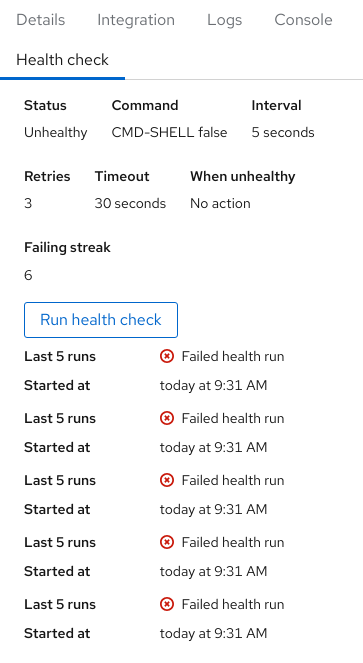 Details Integration Logs Console
Health check
Status Command Interval
Unhealthy CMD-SHELL false 5 seconds
Retries Timeout When unhealthy
3 30 seconds No action
Failing streak
6
Run health check
Last 5 runs Failed health run
Started at today at 9:31 AM
Last 5 runs Failed health run
Started at today at 9:31 AM
Last 5 runs Failed health run
Started at today at 9:31 AM
Last 5 runs Failed health run
Started at today at 9:31 AM
Last 5 runs Failed health run
Started at today at 9:31 AM